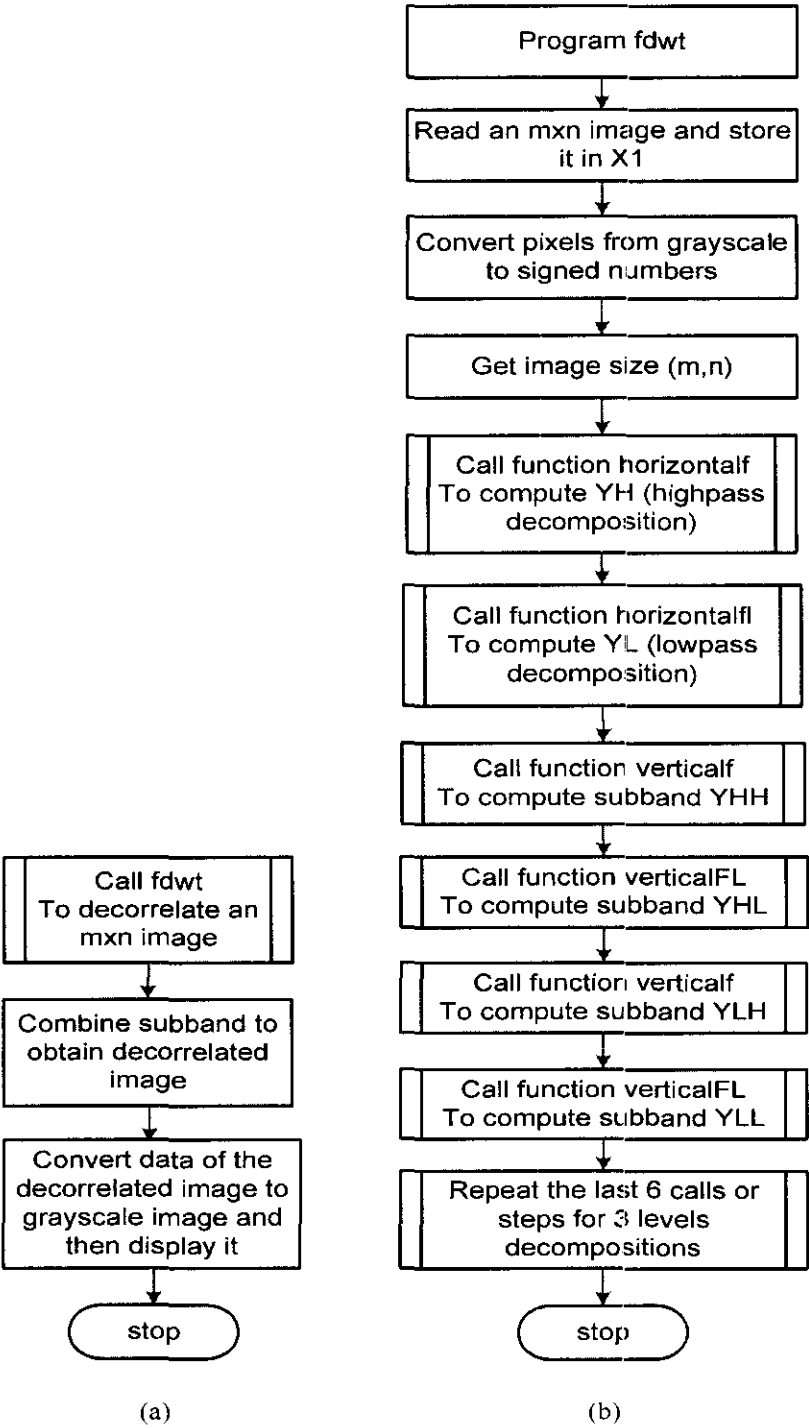 Program fdwt
Read an mxn image and store
it in X1
Convert pixels from grayscale
to signed numbers
Get image size (m,n)
Call function horizontalf
To compute YH (highpass
decomposition)
Call function horizontalfl
To compute YL (lowpass
decomposition)
Call function verticalf
To compute subband YHH
Call function verticalFL
To compute subband YHL
Call function verticalf
To compute subband YLH
Call function verticalFL
To compute subband YLL
Repeat the last 6 calls or
steps for 3 levels
decompositions
stop
(b)
Call fdwt
To decorrelate an
mxn image
Combine subband to
obtain decorrelated
image
Convert data of the
decorrelated image to
grayscale image and
then display it
stop
(a)